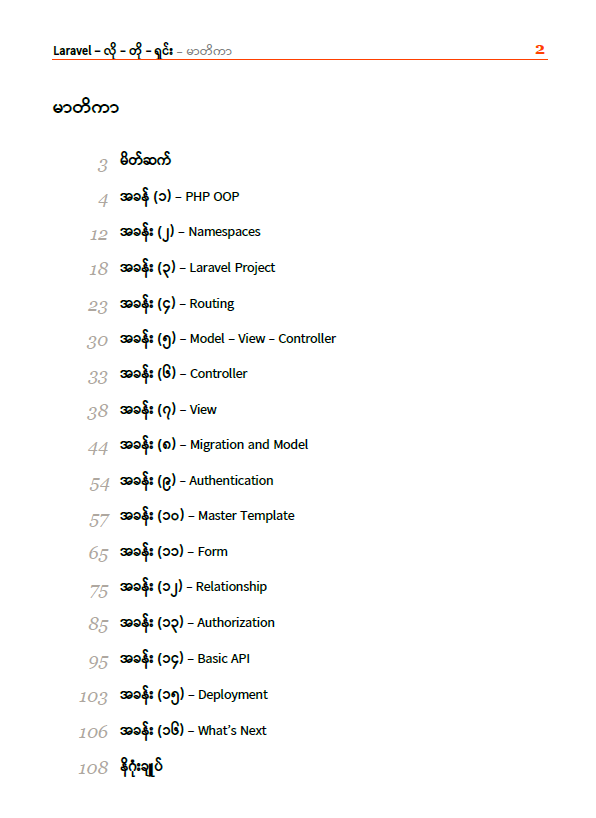 Laravel – လို – တို – ရှင်း – မာတိကာ 2
မာတိကာ
3 မိတ်ဆက်
4 အခန် (၁) – PHP OOP
12 အခန်း (၂) – Namespaces
18 အခန်း (၃) – Laravel Project
23 အခန်း (၄) – Routing
30 အခန်း (၅) – Model – View – Controller
33 အခန်း (၆) – Controller
38 အခန်း (၇) – View
44 အခန်း (၈) – Migration and Model
54 အခန်း (၉) – Authentication
57 အခန်း (၁၀) – Master Template
65 အခန်း (၁၁) – Form
75 အခန်း (၁၂) – Relationship
85 အခန်း (၁၃) – Authorization
95 အခန်း (၁၄) – Basic API
103 အခန်း (၁၅) – Deployment
106 အခန်း (၁၆) – What’s Next
108 နိဂုံးချုပ်